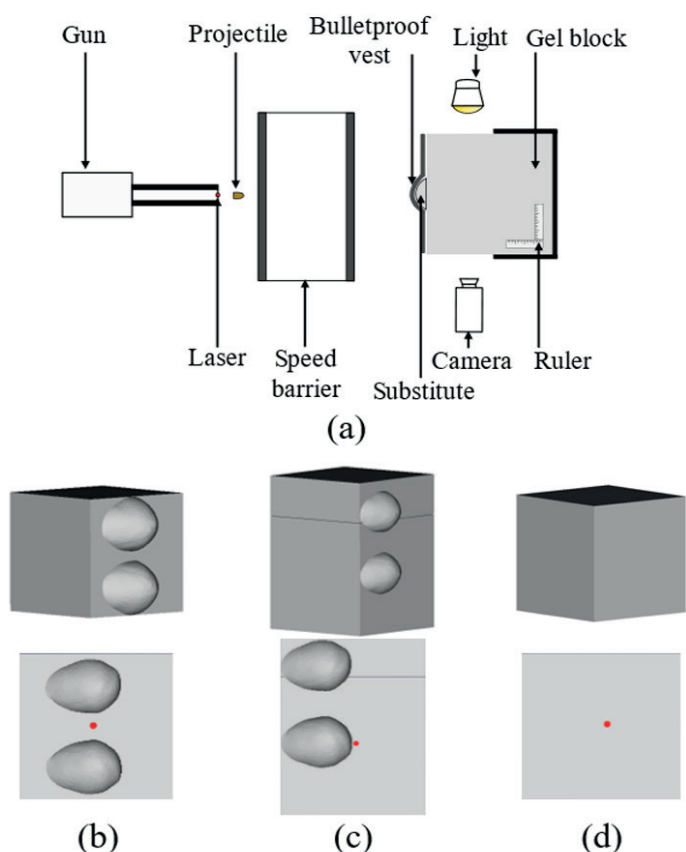 Gun
Projectile
Bulletproof
vest
Light
Gel block
Laser
Speed
barrier
Substitute
Camera
Ruler
(a)
(b)
(c)
(d)